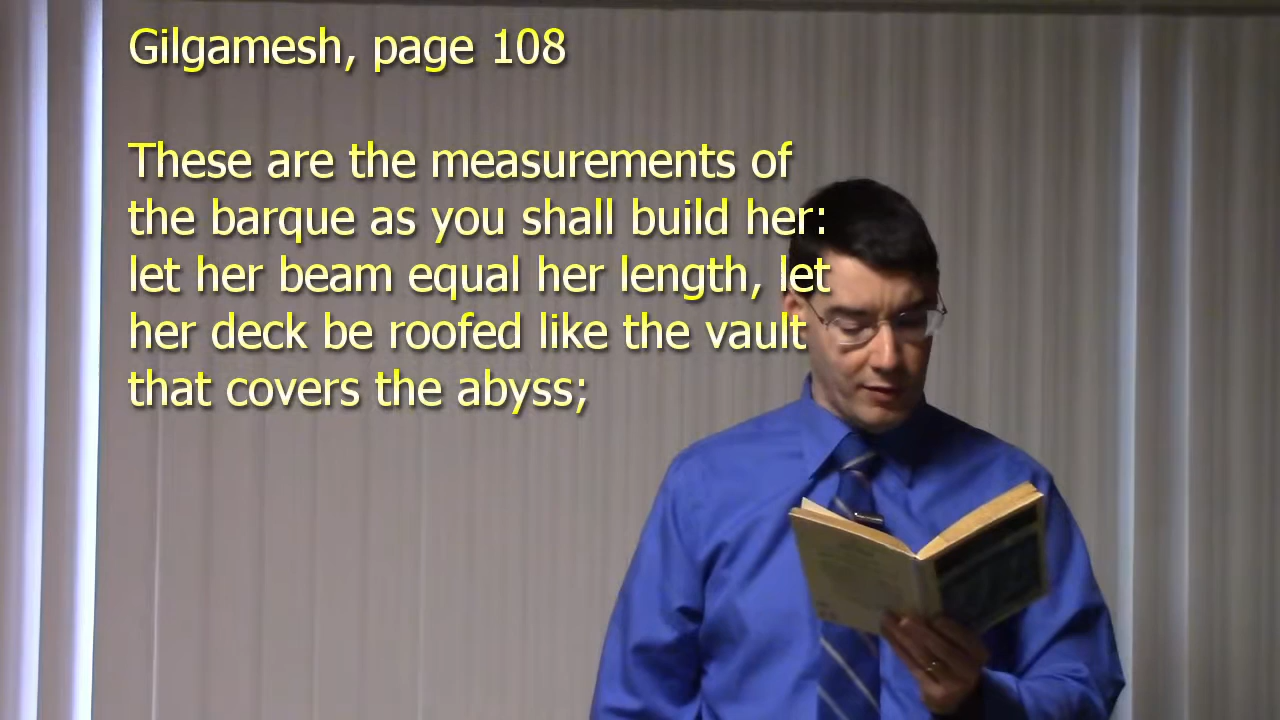 Gilgamesh, page 108
These are the measurements of
the barque as you shall build her:
let her beam equal her length, let
her deck be roofed like the vault
that covers the abyss;